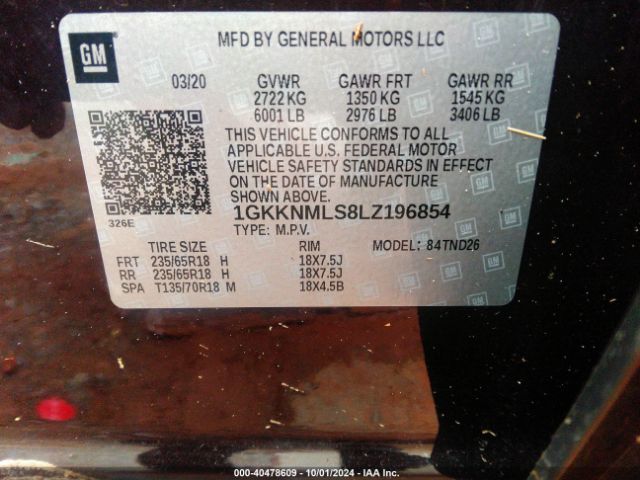 GM
MFD BY GENERAL MOTORS LLC
03/20 GVWR GAWR FRT GAWR RR
2722 KG 1350 KG 1545 KG
6001 LB 2976 LB 3406 LB
THIS VEHICLE CONFORMS TO ALL
APPLICABLE U.S. FEDERAL MOTOR
VEHICLE SAFETY STANDARDS IN EFFECT
ON THE DATE OF MANUFACTURE
SHOWN ABOVE.
326E
1GKKNMLS8LZ196854
TYPE: M.P.V. MODEL: 84TND26
TIRE SIZE RIM
FRT 235/65R18 H 18X7.5J
RR 235/65R18 H 18X7.5J
SPA T135/70R18 M 18X4.5B
000-40478609 - 10/01/2024 - IAA Inc.